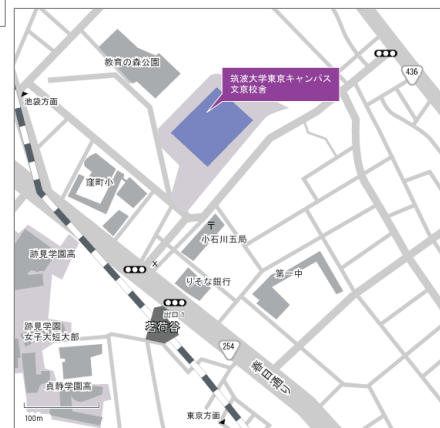 教育の森公園
筑波大学東京キャンパス
文京校舎
436
池袋方面
窪町小
〒
小石川五局
跡見学園高
X
りそな銀行
第一中
出口1
茗荷谷
跡見学園
女子大短大部
254
春日通り
貞静学園高
100m
東京方面